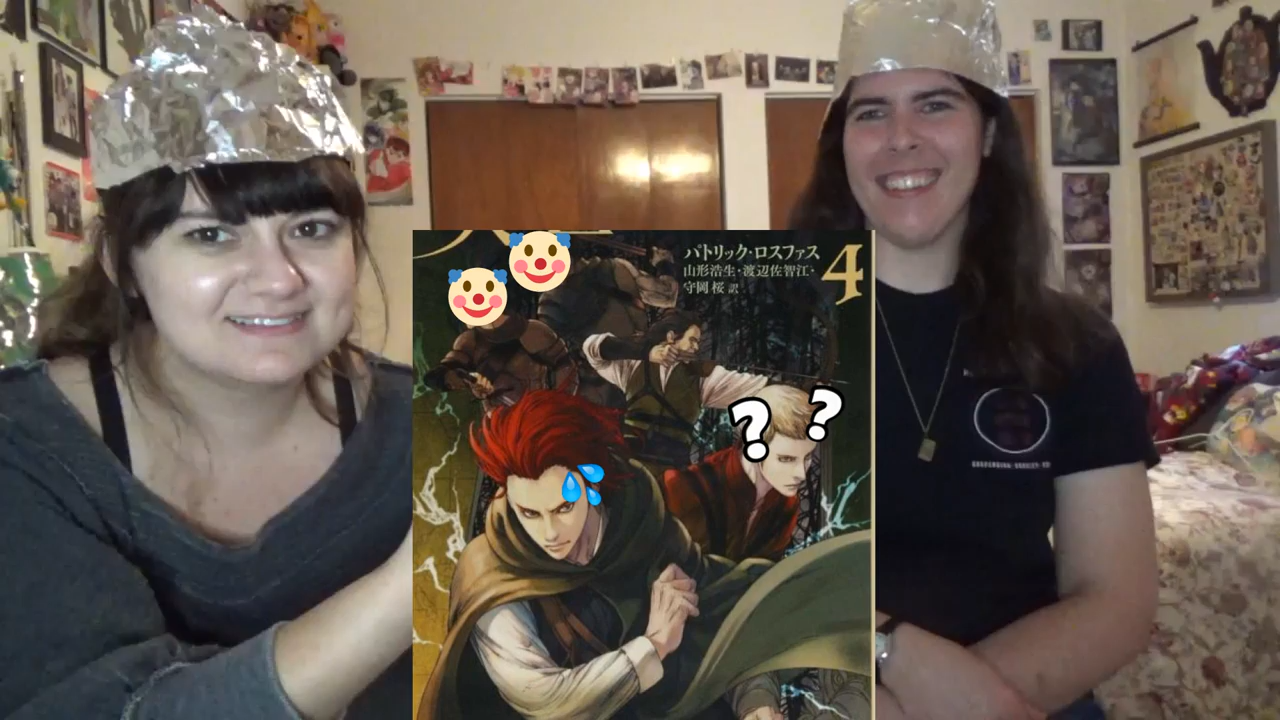 パトリック・ロスファス
山形浩生・渡辺佐智江・
守岡 桜 訳
4
? ?